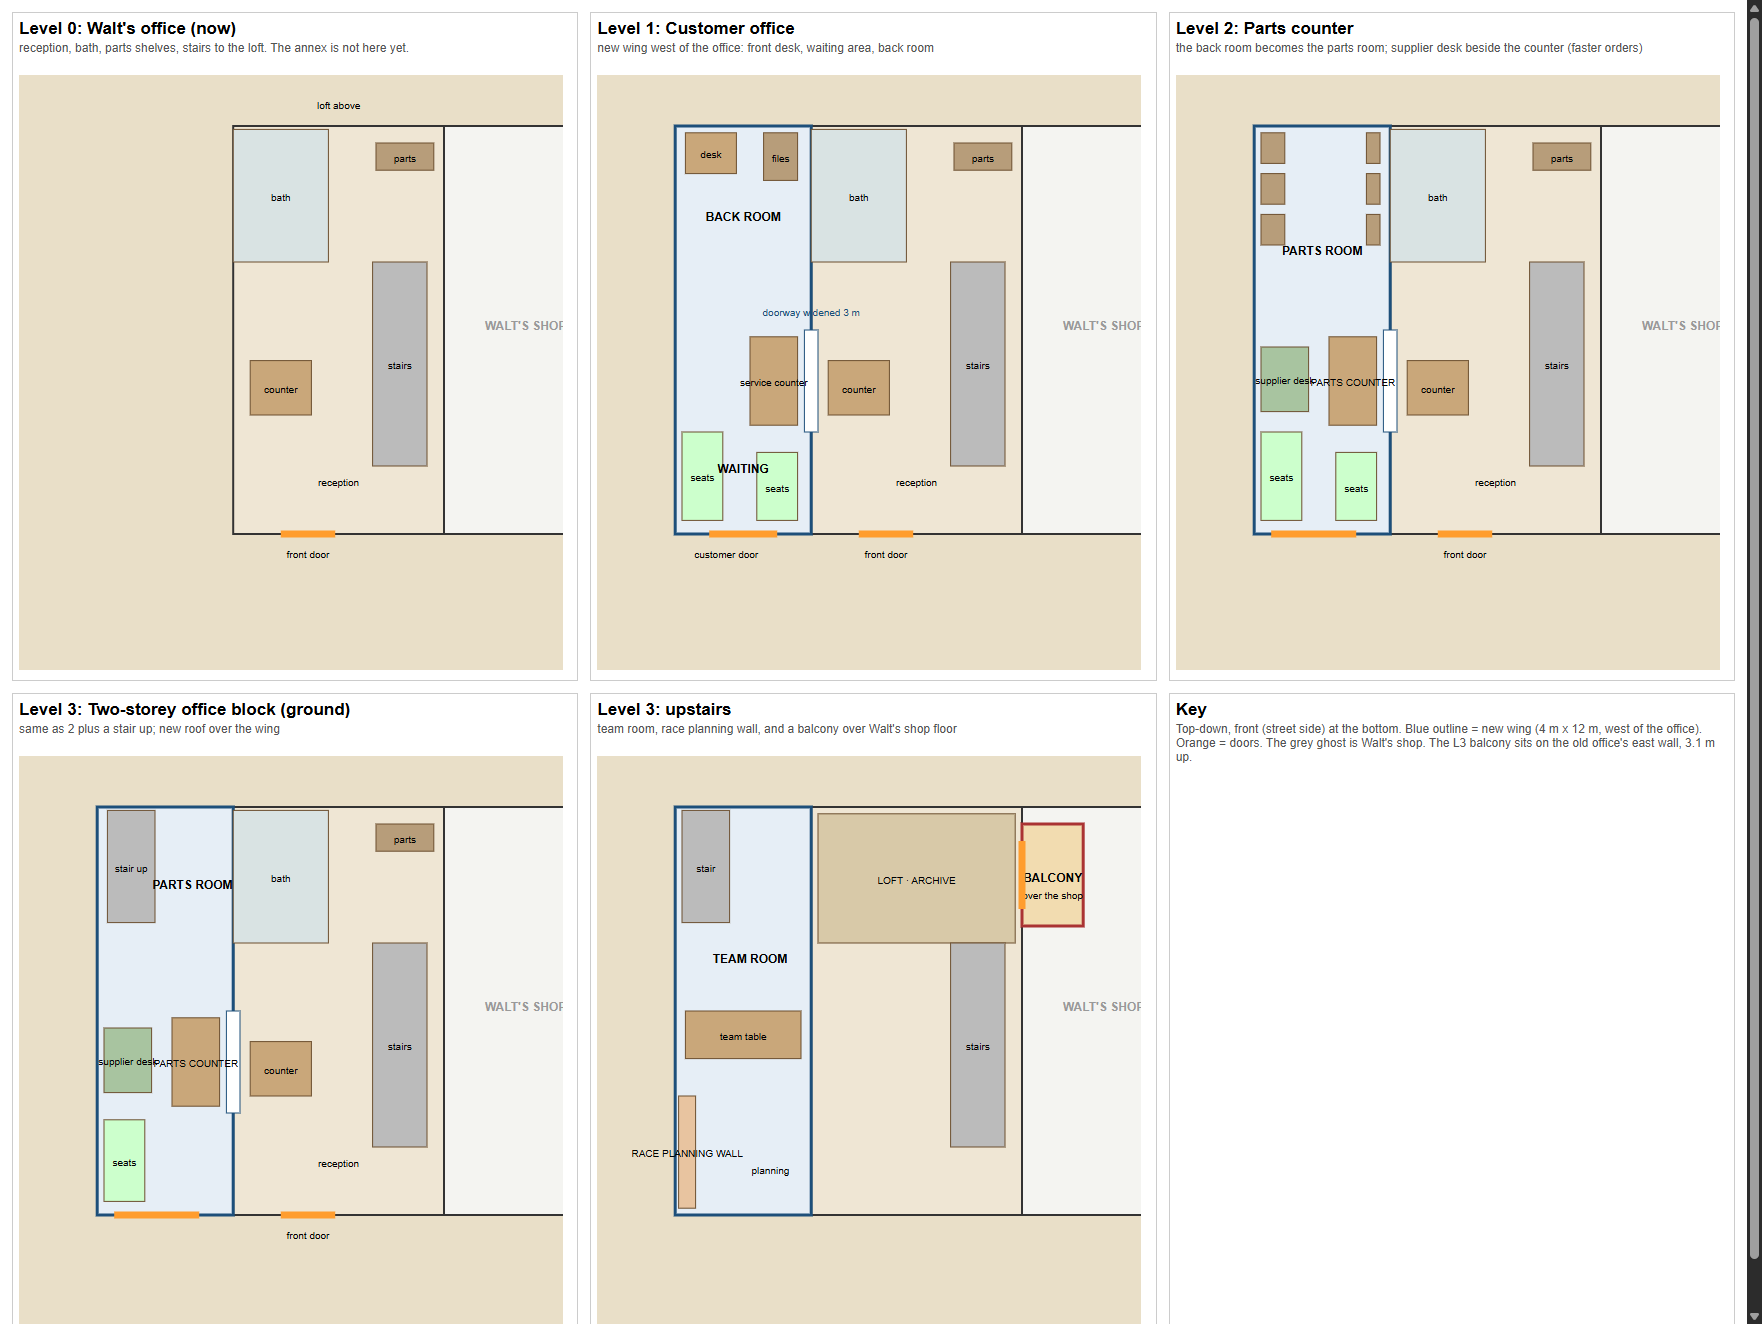 Level 0: Walt's office (now)
reception, bath, parts shelves, stairs to the loft. The annex is not here yet.
loft above
bath
parts
WALT'S SHOP
stairs
counter
reception
front door
Level 1: Customer office
new wing west of the office: front desk, waiting area, back room
desk
files
parts
bath
BACK ROOM
doorway widened 3 m
WALT'S SHOP
stairs
service counter
counter
WAITING
seats
seats
reception
customer door
front door
Level 2: Parts counter
the back room becomes the parts room; supplier desk beside the counter (faster orders)
parts
bath
PARTS ROOM
WALT'S SHOP
stairs
supplier desk
PARTS COUNTER
counter
seats
seats
reception
front door
Level 3: Two-storey office block (ground)
same as 2 plus a stair up; new roof over the wing
parts
stair up
PARTS ROOM
bath
WALT'S SHOP
stairs
supplier desk
PARTS COUNTER
counter
seats
reception
front door
Level 3: upstairs
team room, race planning wall, and a balcony over Walt's shop floor
stair
LOFT · ARCHIVE
BALCONY
over the shop
TEAM ROOM
WALT'S SHOP
team table
stairs
RACE PLANNING WALL
planning
Key
Top-down, front (street side) at the bottom. Blue outline = new wing (4 m x 12 m, west of the office).
Orange = doors. The grey ghost is Walt's shop. The L3 balcony sits on the old office's east wall, 3.1 m
up.